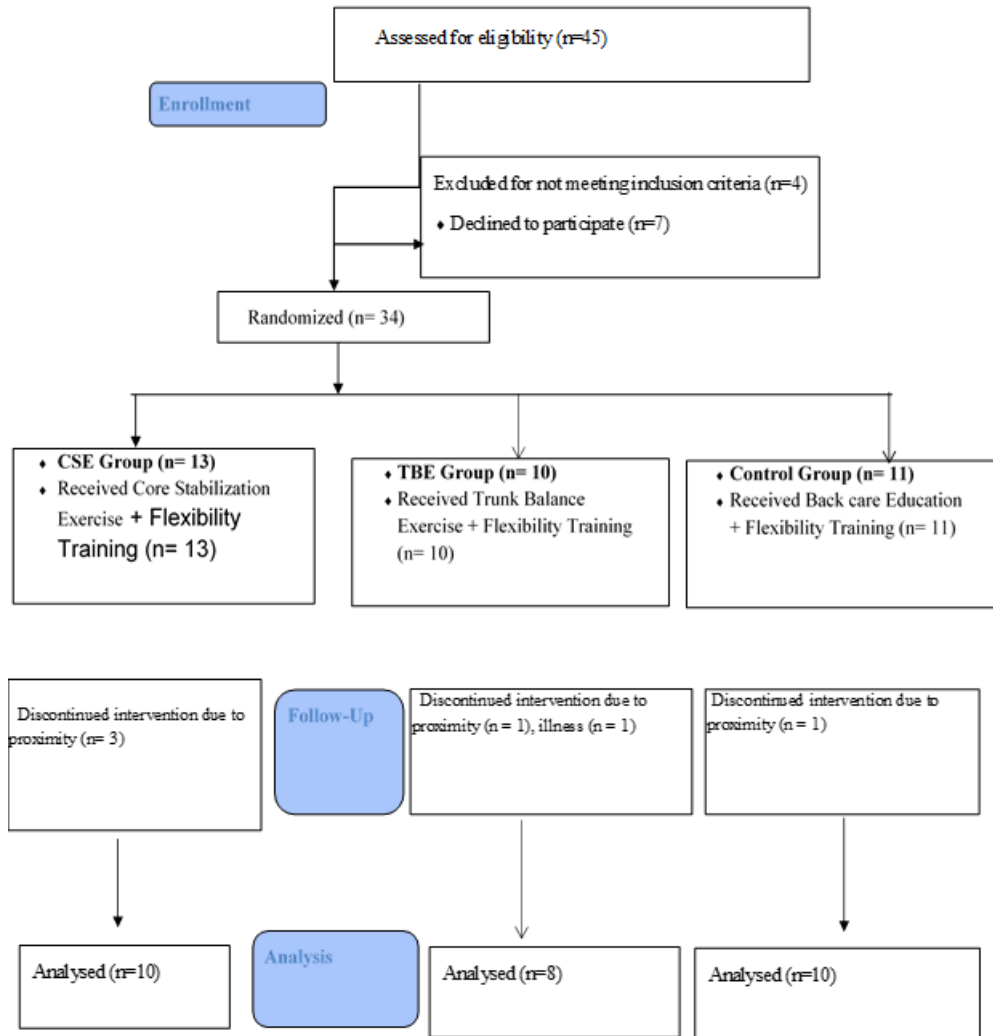 Assessed for eligibility (n=45)
Enrollment
Excluded for not meeting inclusion criteria (n=4)
♦ Declined to participate (n=7)
Randomized (n= 34)
♦ CSE Group (n= 13)
♦ Received Core Stabilization
Exercise + Flexibility
Training (n= 13)
♦ TBE Group (n= 10)
♦ Received Trunk Balance
Exercise + Flexibility Training
(n= 10)
♦ Control Group (n= 11)
♦ Received Back care Education
+ Flexibility Training (n= 11)
Discontinued intervention due to
proximity (n= 3)
Follow-Up
Discontinued intervention due to
proximity (n = 1), illness (n = 1)
Discontinued intervention due to
proximity (n = 1)
Analysed (n=10)
Analysis
Analysed (n=8)
Analysed (n=10)